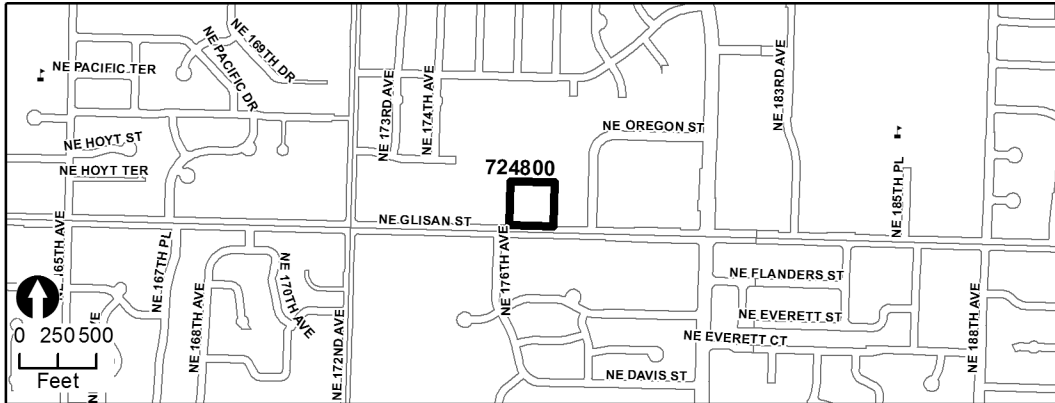 NE 169TH DR
NE PACIFIC DR
NE PACIFIC TER
NE 173RD AVE
NE 174TH AVE
NE 183RD AVE
NE OREGON ST
NE HOYT ST
NE HOYT TER
724800
NE 185TH PL
NE GLISAN ST
NE 165TH AVE
NE 167TH PL
NE 168TH AVE
NE 170TH AVE
NE 172ND AVE
NE 176TH AVE
NE FLANDERS ST
NE EVERETT ST
NE EVERETT CT
NE 188TH AVE
NE DAVIS ST
0 250 500
Feet